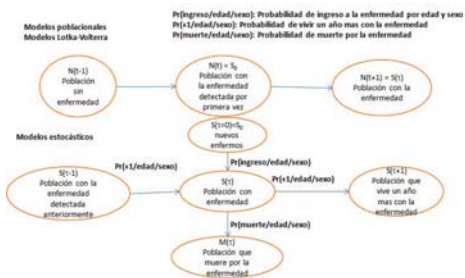 Modelos poblacionales
Modelos Lotka-Volterra
Pr(ingreso/edad/sexo): Probabilidad de ingreso a la enfermedad por edad y sexo
Pr(+1/edad/sexo): Probabilidad de vivir un año mas con la enfermedad
Pr(muerte/edad/sexo): Probabilidad de muerte por la enfermedad
N(t-1)
Población
sin
enfermedad
N(t) = S₀
Población con
la enfermedad
detectada por
primera vez
N(t+1) = S(t)
Población con la
enfermedad
Modelos estocásticos
S(t=0)=S₀
nuevos
enfermos
Pr(ingreso/edad/sexo)
Pr(+1/edad/sexo)
Pr(+1/edad/sexo)
S(t-1)
Población con la
enfermedad
detectada
anteriormente
S(t)
Población con
enfermedad
S(t+1)
Población que
vive un año
mas con la
enfermedad
Pr(muerte/edad/sexo)
M(t)
Población que
muere por la
enfermedad